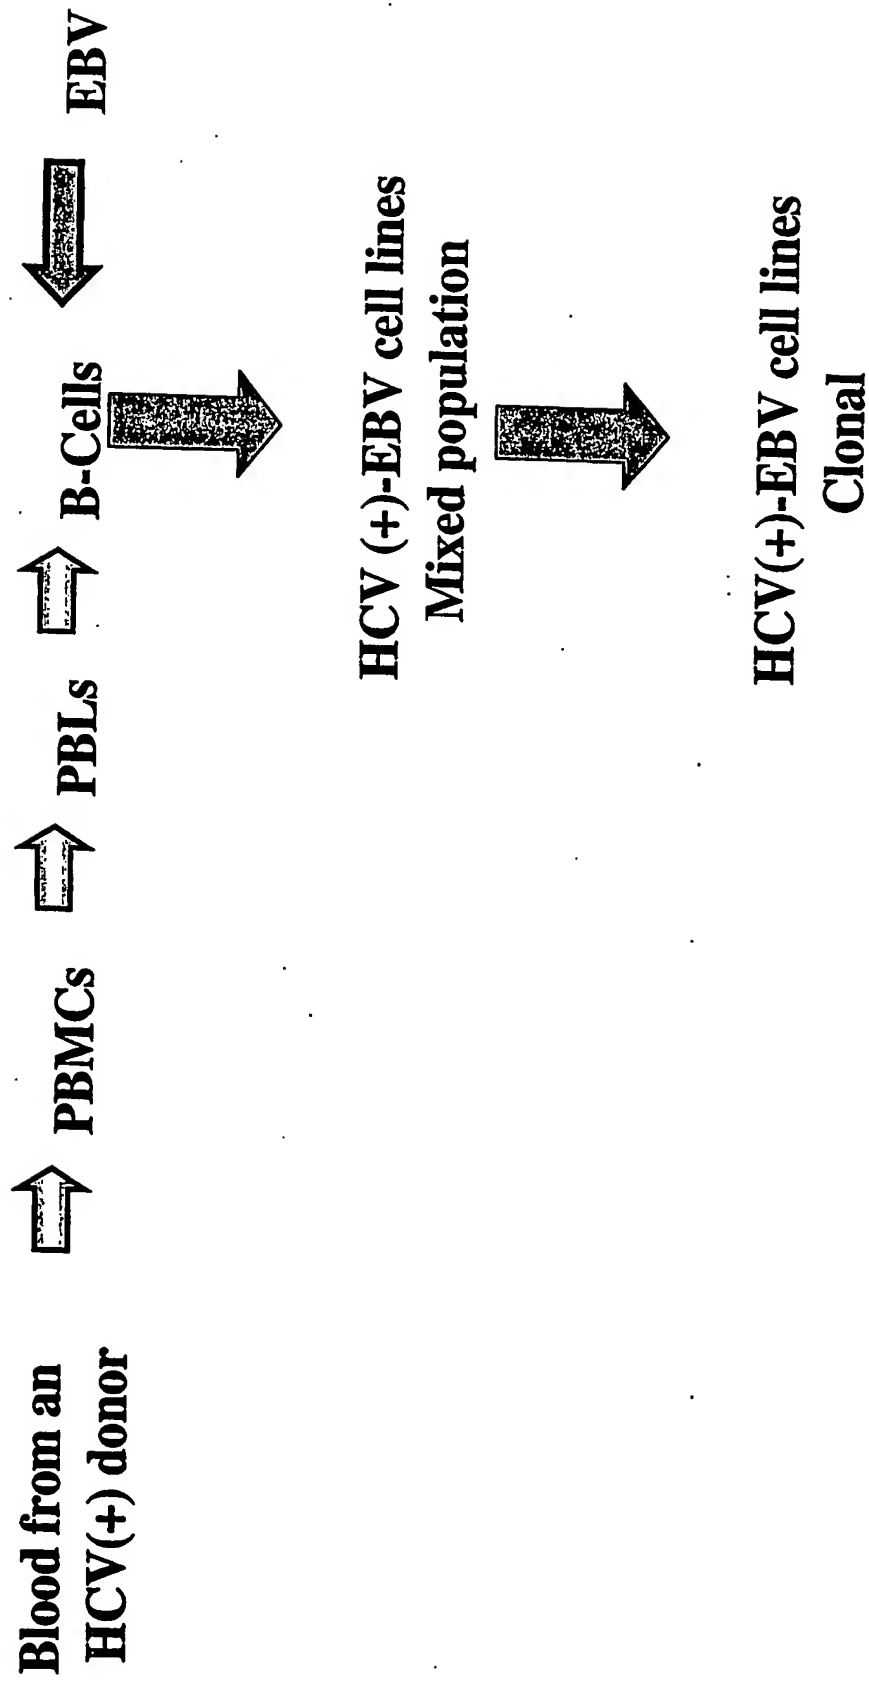 Blood from an
HCV(+) donor
PBMCs
PBLs
B-Cells
EBV
HCV (+)-EBV cell lines
Mixed population
HCV(+)-EBV cell lines
Clonal